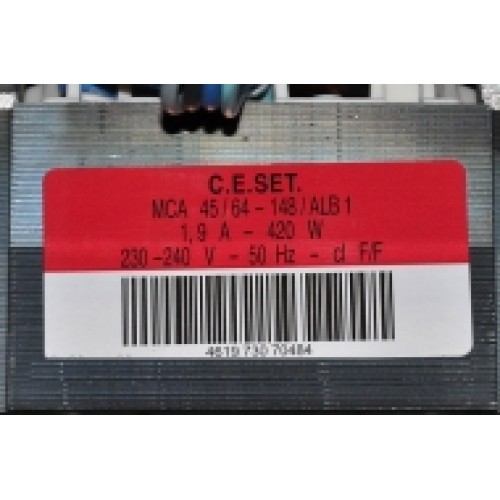 C.E.SET.
MCA 45/64-148/ALB1
1,9 A - 420 W
230-240 V - 50 Hz - cl F/F
4619 730 70484